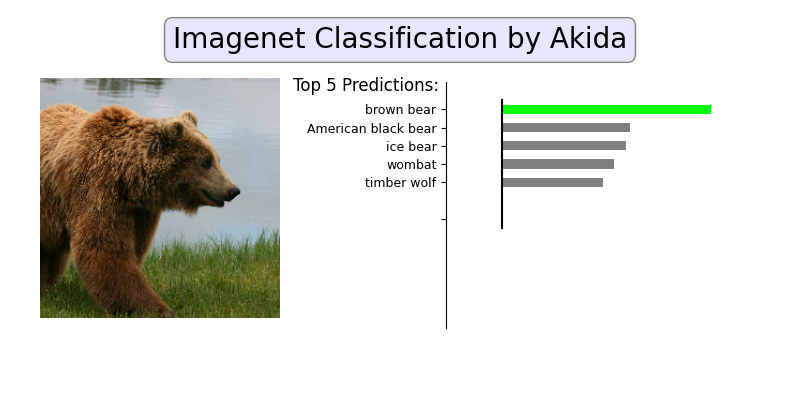 Imagenet Classification by Akida
Top 5 Predictions:
brown bear
American black bear
ice bear
wombat
timber wolf